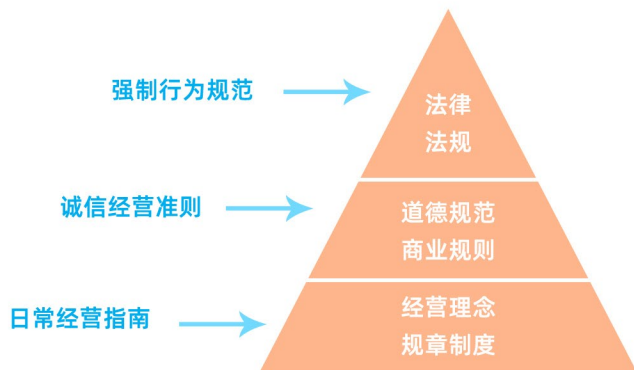 强制行为规范
法律
法规
诚信经营准则
道德规范
商业规则
日常经营指南
经营理念
规章制度